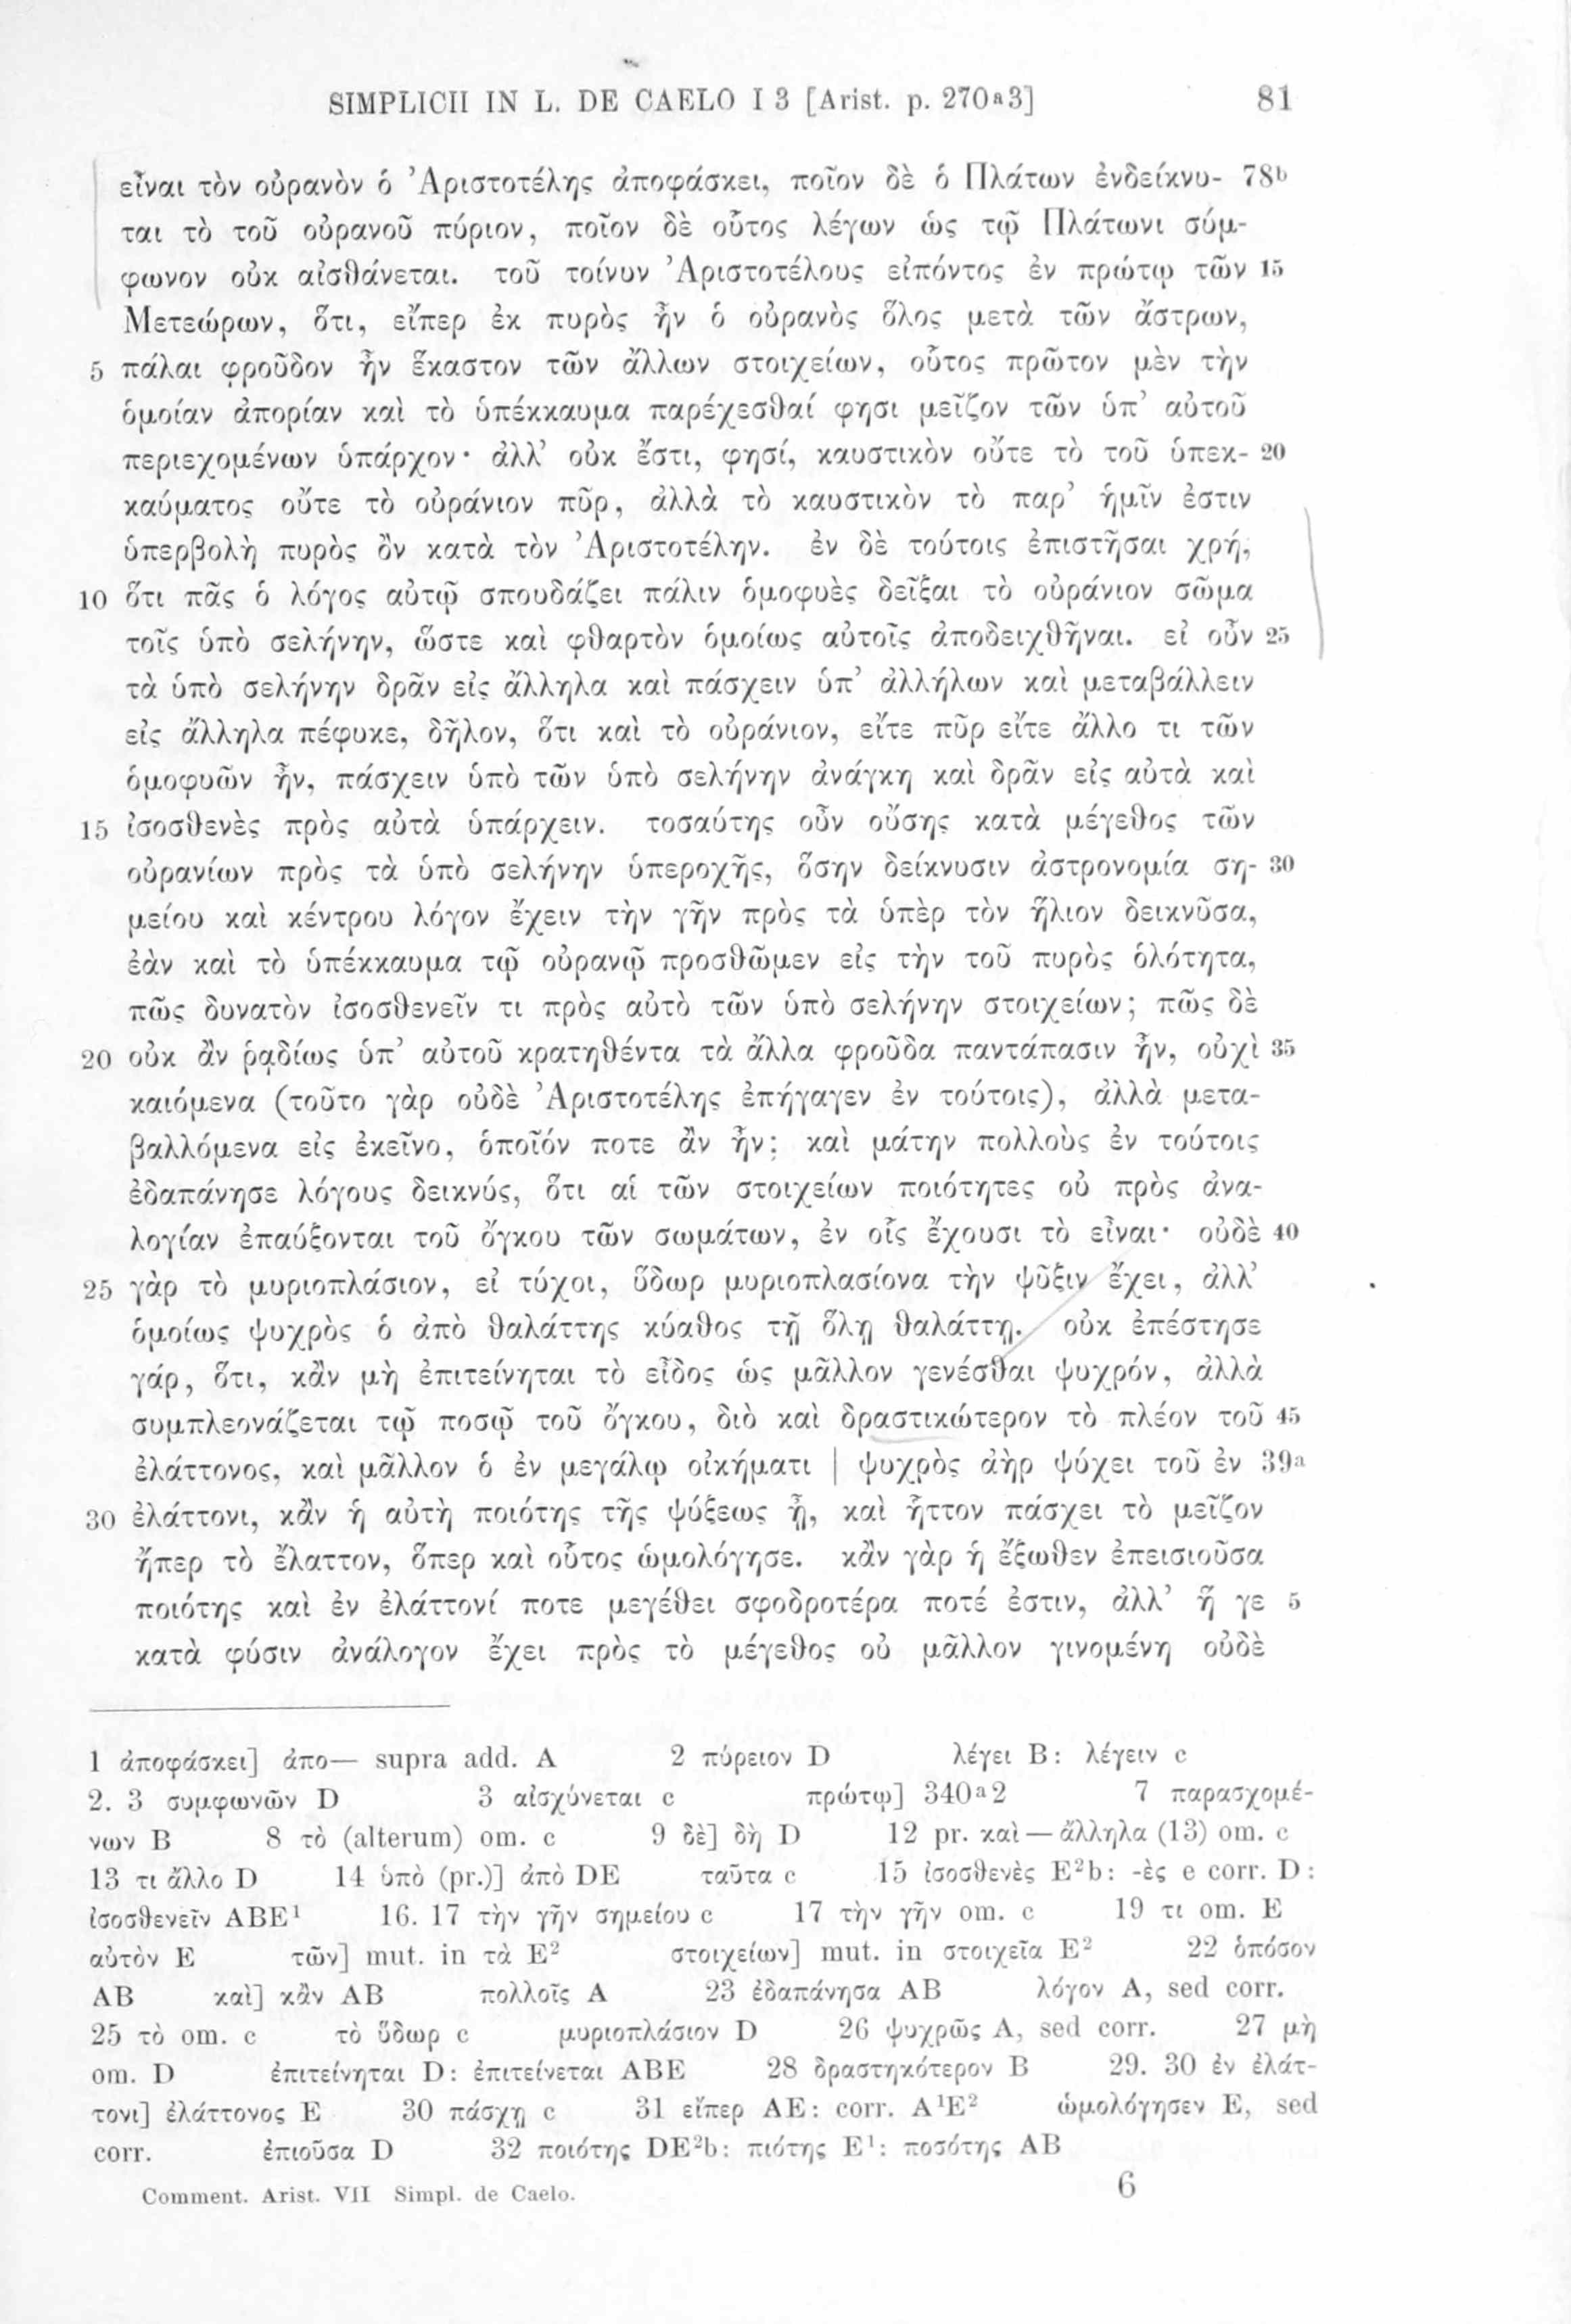 SIMPLICII IN L. DE CAELO I 3 [Arist. p. 270ᵃ3] 81
εἶναι τὸν οὐρανὸν ὁ Ἀριστοτέλης ἀποφάσκει, ποῖον δὲ ὁ Πλάτων ἐνδείκνυ- 78ᵇ
ται τὸ τοῦ οὐρανοῦ πύριον, ποῖον δὲ οὗτος λέγων ὡς τῷ Πλάτωνι σύμ-
φωνον οὐκ αἰσθάνεται. τοῦ τοίνυν Ἀριστοτέλους εἰπόντος ἐν πρώτῳ τῶν 15
Μετεώρων, ὅτι, εἴπερ ἐκ πυρὸς ἦν ὁ οὐρανὸς ὅλος μετὰ τῶν ἄστρων,
5 πάλαι φροῦδον ἦν ἕκαστον τῶν ἄλλων στοιχείων, οὗτος πρῶτον μὲν τὴν
ὁμοίαν ἀπορίαν καὶ τὸ ὑπέκκαυμα παρέχεσθαί φησι μεῖζον τῶν ὑπ’ αὐτοῦ
περιεχομένων ὑπάρχον· ἀλλ’ οὐκ ἔστι, φησί, καυστικὸν οὔτε τὸ τοῦ ὑπεκ- 20
καύματος οὔτε τὸ οὐράνιον πῦρ, ἀλλὰ τὸ καυστικὸν τὸ παρ’ ἡμῖν ἐστιν
ὑπερβολὴ πυρὸς ὂν κατὰ τὸν Ἀριστοτέλην. ἐν δὲ τούτοις ἐπιστῆσαι χρή,
10 ὅτι πᾶς ὁ λόγος αὐτῷ σπουδάζει πάλιν ὁμοφυὲς δεῖξαι τὸ οὐράνιον σῶμα
τοῖς ὑπὸ σελήνην, ὥστε καὶ φθαρτὸν ὁμοίως αὐτοῖς ἀποδειχθῆναι. εἰ οὖν 25
τὰ ὑπὸ σελήνην δρᾶν εἰς ἄλληλα καὶ πάσχειν ὑπ’ ἀλλήλων καὶ μεταβάλλειν
εἰς ἄλληλα πέφυκε, δῆλον, ὅτι καὶ τὸ οὐράνιον, εἴτε πῦρ εἴτε ἄλλο τι τῶν
ὁμοφυῶν ἦν, πάσχειν ὑπὸ τῶν ὑπὸ σελήνην ἀνάγκη καὶ δρᾶν εἰς αὐτὰ καὶ
15 ἰσοσθενὲς πρὸς αὐτὰ ὑπάρχειν. τοσαύτης οὖν οὔσης κατὰ μέγεθος τῶν
οὐρανίων πρὸς τὰ ὑπὸ σελήνην ὑπεροχῆς, ὅσην δείκνυσιν ἀστρονομία ση- 30
μείου καὶ κέντρου λόγον ἔχειν τὴν γῆν πρὸς τὰ ὑπὲρ τὸν ἥλιον δεικνῦσα,
ἐὰν καὶ τὸ ὑπέκκαυμα τῷ οὐρανῷ προσθῶμεν εἰς τὴν τοῦ πυρὸς ὁλότητα,
πῶς δυνατὸν ἰσοσθενεῖν τι πρὸς αὐτὸ τῶν ὑπὸ σελήνην στοιχείων; πῶς δὲ
20 οὐκ ἂν ῥᾳδίως ὑπ’ αὐτοῦ κρατηθέντα τὰ ἄλλα φροῦδα παντάπασιν ἦν, οὐχὶ 35
καιόμενα (τοῦτο γὰρ οὐδὲ Ἀριστοτέλης ἐπήγαγεν ἐν τούτοις), ἀλλὰ μετα-
βαλλόμενα εἰς ἐκεῖνο, ὁποῖόν ποτε ἂν ἦν; καὶ μάτην πολλοὺς ἐν τούτοις
ἐδαπάνησε λόγους δεικνύς, ὅτι αἱ τῶν στοιχείων ποιότητες οὐ πρὸς ἀνα-
λογίαν ἐπαύξονται τοῦ ὄγκου τῶν σωμάτων, ἐν οἷς ἔχουσι τὸ εἶναι· οὐδὲ 40
25 γὰρ τὸ μυριοπλάσιον, εἰ τύχοι, ὕδωρ μυριοπλασίονα τὴν ψῦξιν ἔχει, ἀλλ’
ὁμοίως ψυχρὸς ὁ ἀπὸ θαλάττης κύαθος τῇ ὅλῃ θαλάττῃ. οὐκ ἐπέστησε
γάρ, ὅτι, κἂν μὴ ἐπιτείνηται τὸ εἶδος ὡς μᾶλλον γενέσθαι ψυχρόν, ἀλλὰ
συμπλεονάζεται τῷ ποσῷ τοῦ ὄγκου, διὸ καὶ δραστικώτερον τὸ πλέον τοῦ 45
ἐλάττονος, καὶ μᾶλλον ὁ ἐν μεγάλῳ οἰκήματι | ψυχρὸς ἀὴρ ψύχει τοῦ ἐν 39ᵃ
30 ἐλάττονι, κἂν ἡ αὐτὴ ποιότης τῆς ψύξεως ᾖ, καὶ ἧττον πάσχει τὸ μεῖζον
ἤπερ τὸ ἔλαττον, ὅπερ καὶ οὗτος ὡμολόγησε. κἂν γὰρ ἡ ἔξωθεν ἐπεισιοῦσα
ποιότης καὶ ἐν ἐλάττονί ποτε μεγέθει σφοδροτέρα ποτέ ἐστιν, ἀλλ’ ἥ γε 5
κατὰ φύσιν ἀνάλογον ἔχει πρὸς τὸ μέγεθος οὐ μᾶλλον γινομένη οὐδὲ
1 ἀποφάσκει] ἀπο— supra add. A 2 πύρειον D λέγει B: λέγειν c
2. 3 συμφωνῶν D 3 αἰσχύνεται c πρώτῳ] 340ᵃ2 7 παρασχομέ-
νων B 8 τὸ (alterum) om. c 9 δὲ] δὴ D 12 pr. καὶ — ἄλληλα (13) om. c
13 τι ἄλλο D 14 ὑπὸ (pr.)] ἀπὸ DE ταῦτα c 15 ἰσοσθενὲς E²b: -ὲς e corr. D:
ἰσοσθενεῖν ABE¹ 16. 17 τὴν γῆν σημείου c 17 τὴν γῆν om. c 19 τι om. E
αὐτὸν E τῶν] mut. in τὰ E² στοιχείων] mut. in στοιχεῖα E² 22 ὁπόσον
AB καὶ] κἂν AB πολλοῖς A 23 ἐδαπάνησα AB λόγον A, sed corr.
25 τὸ om. c τὸ ὕδωρ c μυριοπλάσιον D 26 ψυχρῶς A, sed corr. 27 μὴ
om. D ἐπιτείνηται D: ἐπιτείνεται ABE 28 δραστηκότερον B 29. 30 ἐν ἐλάτ-
τονι] ἐλάττονος E 30 πάσχῃ c 31 εἴπερ AE: corr. A¹E² ὡμολόγησεν E, sed
corr. ἐπιοῦσα D 32 ποιότης DE²b: πιότης E¹: ποσότης AB
Comment. Arist. VII Simpl. de Caelo. 6